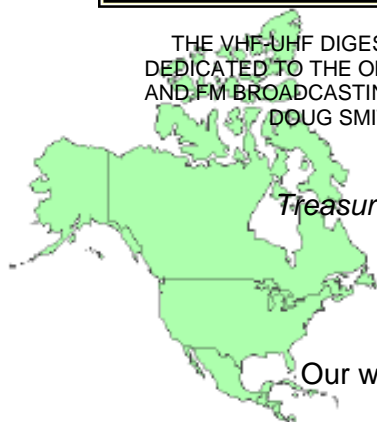 THE VHF-UHF DIGES
DEDICATED TO THE O
AND FM BROADCASTIN
DOUG SMI
Treasur
Our w